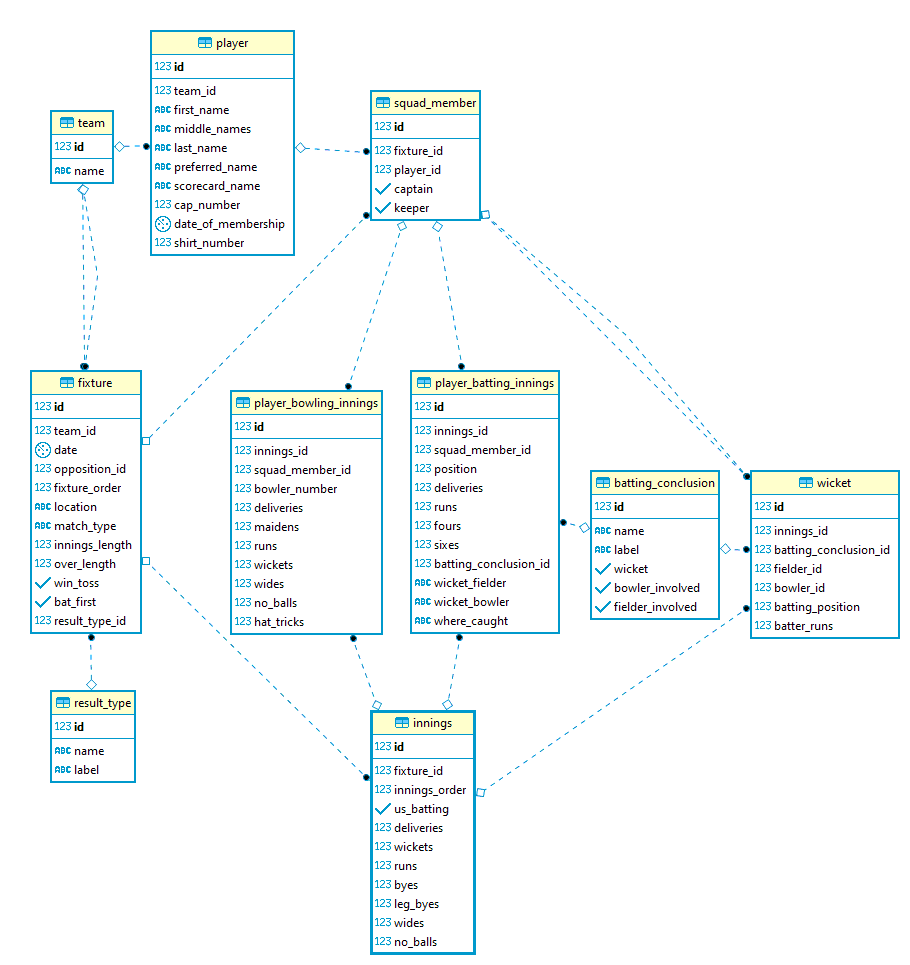 player
123 id
123 team_id
ABC first_name
ABC middle_names
ABC last_name
ABC preferred_name
ABC scorecard_name
123 cap_number
date_of_membership
123 shirt_number
squad_member
123 id
123 fixture_id
123 player_id
captain
keeper
team
123 id
ABC name
fixture
123 id
123 team_id
date
123 opposition_id
123 fixture_order
ABC location
ABC match_type
123 innings_length
123 over_length
win_toss
bat_first
123 result_type_id
player_bowling_innings
123 id
123 innings_id
123 squad_member_id
123 bowler_number
123 deliveries
123 maidens
123 runs
123 wickets
123 wides
123 no_balls
123 hat_tricks
player_batting_innings
123 id
123 innings_id
123 squad_member_id
123 position
123 deliveries
123 runs
123 fours
123 sixes
123 batting_conclusion_id
ABC wicket_fielder
ABC wicket_bowler
ABC where_caught
batting_conclusion
123 id
ABC name
ABC label
wicket
bowler_involved
fielder_involved
wicket
123 id
123 innings_id
123 batting_conclusion_id
123 fielder_id
123 bowler_id
123 batting_position
123 batter_runs
result_type
123 id
ABC name
ABC label
innings
123 id
123 fixture_id
123 innings_order
us_batting
123 deliveries
123 wickets
123 runs
123 byes
123 leg_byes
123 wides
123 no_balls